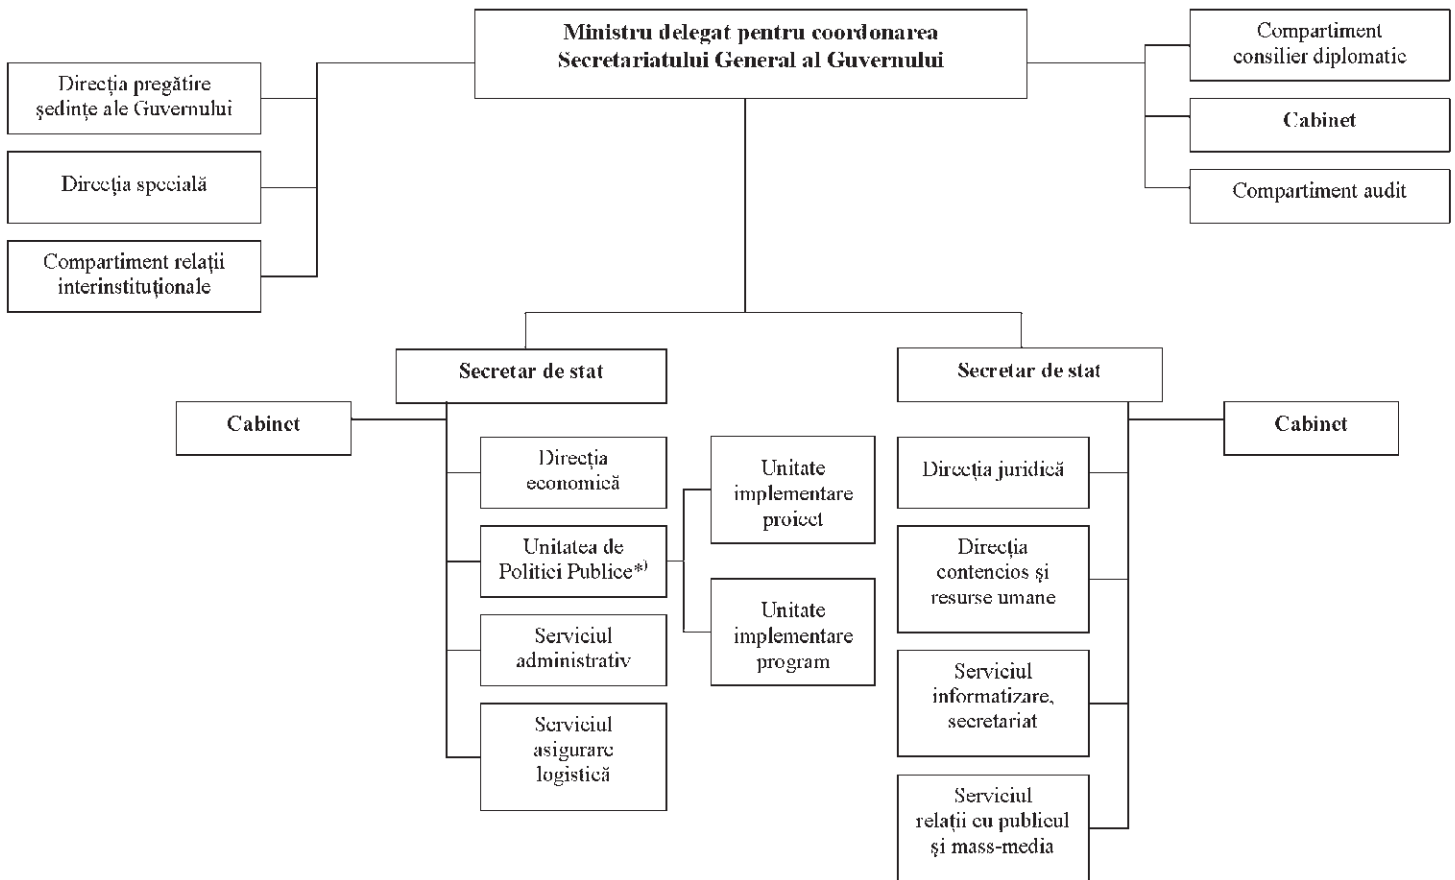 Ministru delegat pentru coordonarea
Secretariatului General al Guvernului
Direcția pregătire
ședințe ale Guvernului
Direcția specială
Compartiment relații
interinstituționale
Compartiment
consilier diplomatic
Cabinet
Compartiment audit
Secretar de stat
Cabinet
Direcția
economică
Unitatea de
Politici Publice*)
Serviciul
administrativ
Serviciul
asigurare
logistică
Unitate
implementare
proiect
Unitate
implementare
program
Secretar de stat
Cabinet
Direcția juridică
Direcția
contencios și
resurse umane
Serviciul
informatizare,
secretariat
Serviciul
relații cu publicul
și mass-media